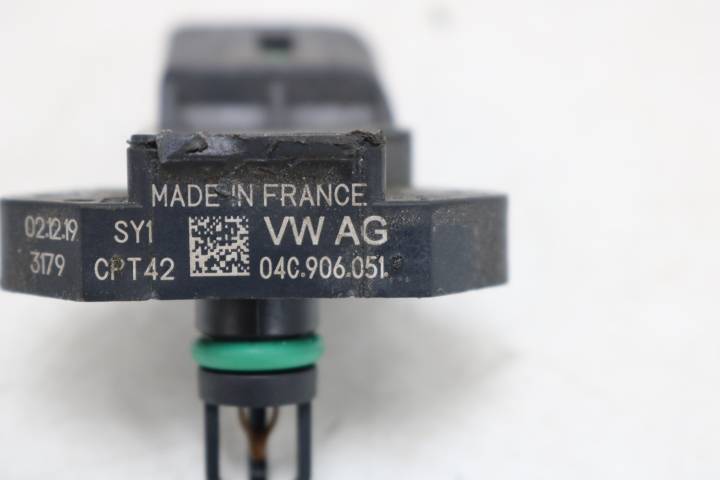 MADE IN FRANCE
02.12.19 SY1 VW AG
3179 CPT42 04C.906.051